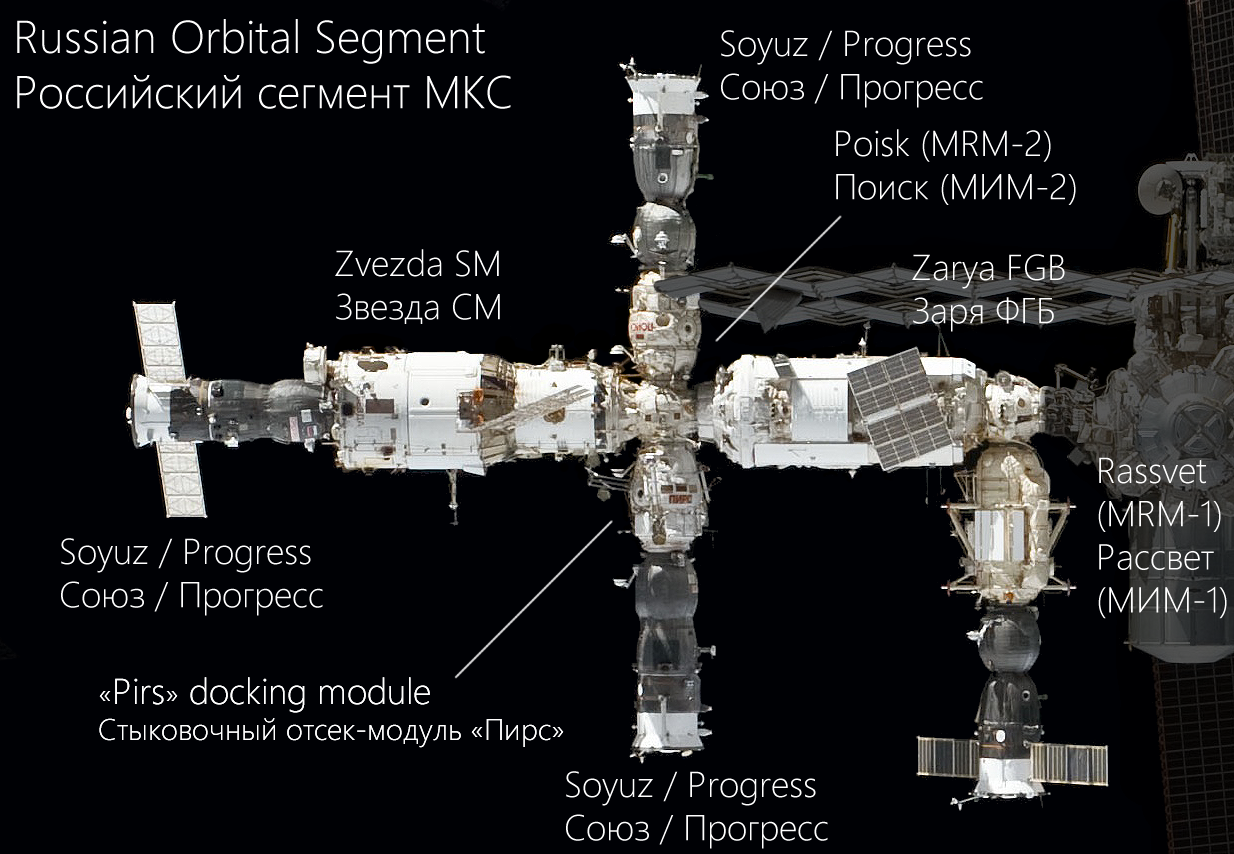 Russian Orbital Segment
Российский сегмент МКС
Soyuz / Progress
Союз / Прогресс
Poisk (MRM-2)
Поиск (МИМ-2)
Zvezda SM
Звезда СМ
Zarya FGB
Заря ФГБ
ПИРС
Rassvet
(MRM-1)
Рассвет
(МИМ-1)
Soyuz / Progress
Союз / Прогресс
«Pirs» docking module
Стыковочный отсек-модуль «Пирс»
Soyuz / Progress
Союз / Прогресс